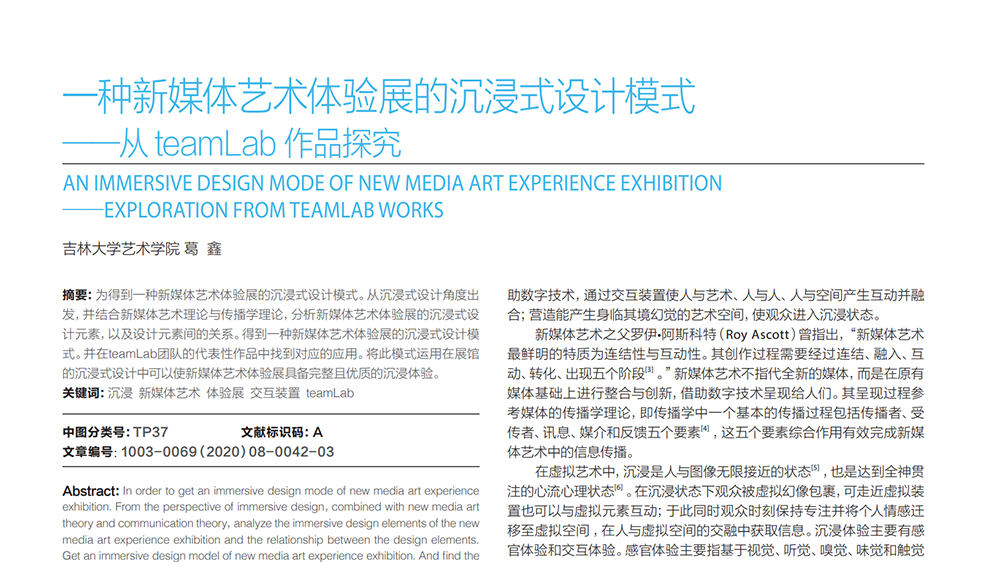 一种新媒体艺术体验展的沉浸式设计模式
——从 teamLab 作品探究
AN IMMERSIVE DESIGN MODE OF NEW MEDIA ART EXPERIENCE EXHIBITION
——EXPLORATION FROM TEAMLAB WORKS
吉林大学艺术学院 葛 鑫
摘要：为得到一种新媒体艺术体验展的沉浸式设计模式。从沉浸式设计角度出
发，并结合新媒体艺术理论与传播学理论，分析新媒体艺术体验展的沉浸式设
计元素，以及设计元素间的关系。得到一种新媒体艺术体验展的沉浸式设计模
式。并在teamLab团队的代表性作品中找到对应的应用。将此模式运用在展馆
的沉浸式设计中可以使新媒体艺术体验展具备完整且优质的沉浸体验。
关键词：沉浸 新媒体艺术 体验展 交互装置 teamLab
中图分类号：TP37 文献标识码：A
文章编号：1003-0069（2020）08-0042-03
Abstract: In order to get an immersive design mode of new media art experience
exhibition. From the perspective of immersive design, combined with new media art
theory and communication theory, analyze the immersive design elements of the new
media art experience exhibition and the relationship between the design elements.
Get an immersive design model of new media art experience exhibition. And find the
助数字技术，通过交互装置使人与艺术、人与人、人与空间产生互动并融
合；营造能产生身临其境幻觉的艺术空间，使观众进入沉浸状态。
新媒体艺术之父罗伊·阿斯科特（Roy Ascott）曾指出，“新媒体艺术
最鲜明的特质为连结性与互动性。其创作过程需要经过连结、融入、互
动、转化、出现五个阶段[3]。”新媒体艺术不指代全新的媒体，而是在原有
媒体基础上进行整合与创新，借助数字技术呈现给人们。其呈现过程参
考媒体的传播学理论，即传播学中一个基本的传播过程包括传播者、受
传者、讯息、媒介和反馈五个要素[4]，这五个要素综合作用有效完成新媒
体艺术中的信息传播。
在虚拟艺术中，沉浸是人与图像无限接近的状态[5]，也是达到全神贯
注的心流心理状态[6]。在沉浸状态下观众被虚拟幻像包裹，可走近虚拟装
置也可以与虚拟元素互动；于此同时观众时刻保持专注并将个人情感迁
移至虚拟空间，在人与虚拟空间的交融中获取信息。沉浸体验主要有感
官体验和交互体验。感官体验主要指基于视觉、听觉、嗅觉、味觉和触觉